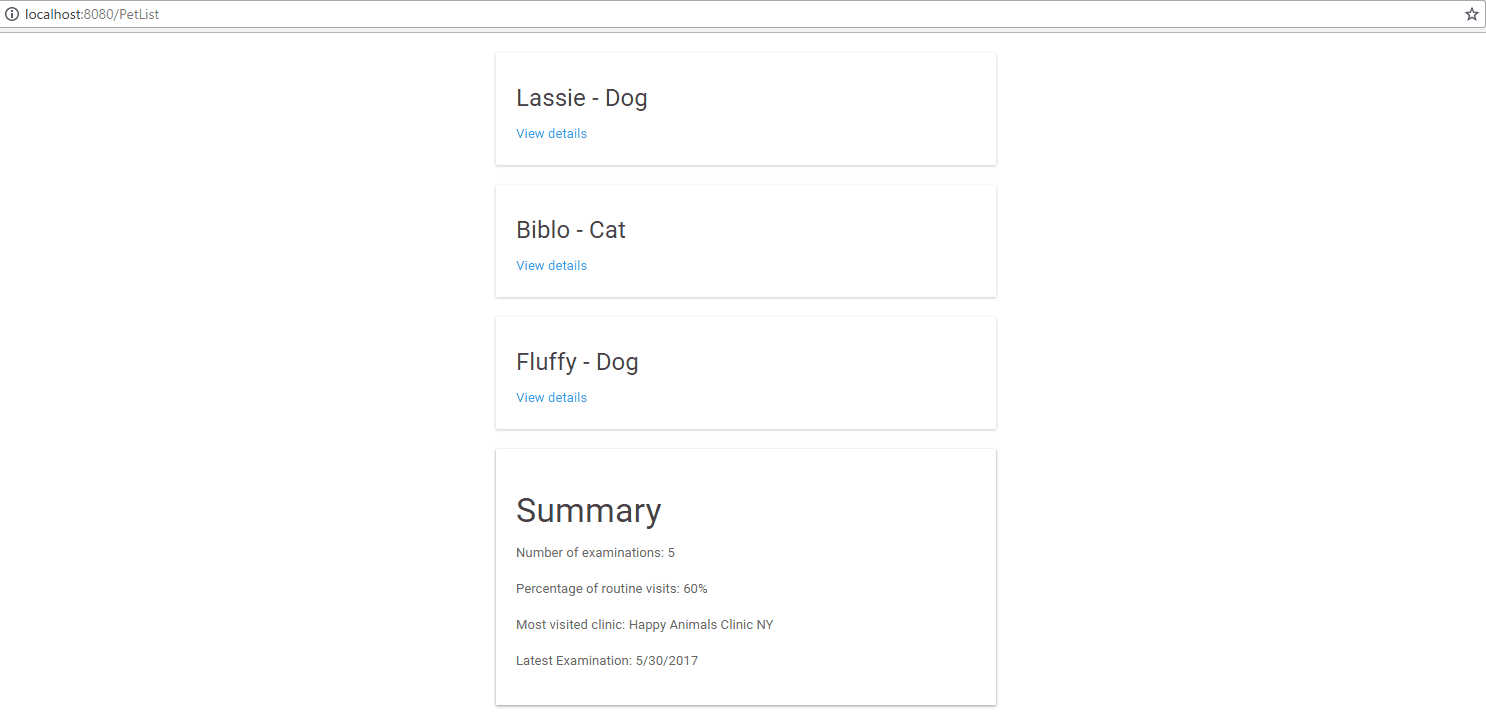 localhost:8080/PetList
Lassie - Dog
View details
Biblo - Cat
View details
Fluffy - Dog
View details
Summary
Number of examinations: 5
Percentage of routine visits: 60%
Most visited clinic: Happy Animals Clinic NY
Latest Examination: 5/30/2017